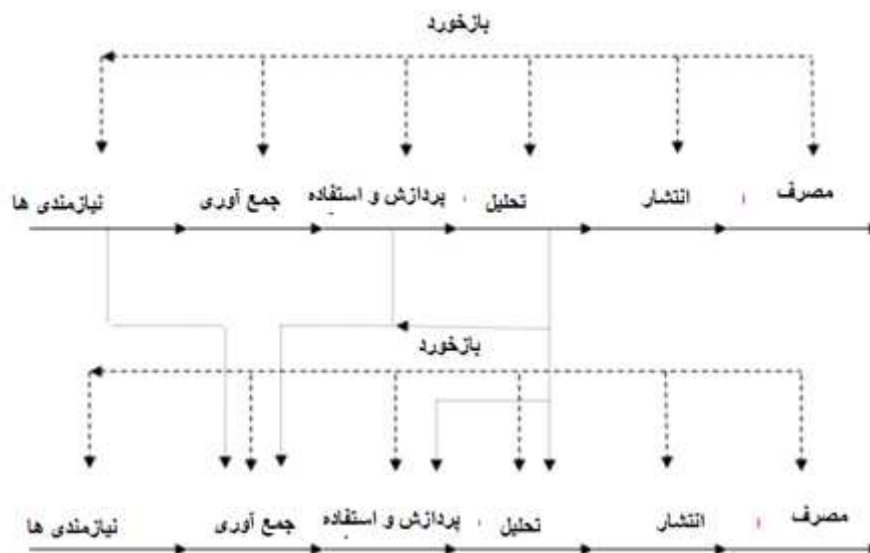 بازخورد
نیازمندی ها
جمع آوری
پردازش و استفاده
تحلیل
انتشار
مصرف
بازخورد
نیازمندی ها
جمع آوری
پردازش و استفاده
تحلیل
انتشار
مصرف